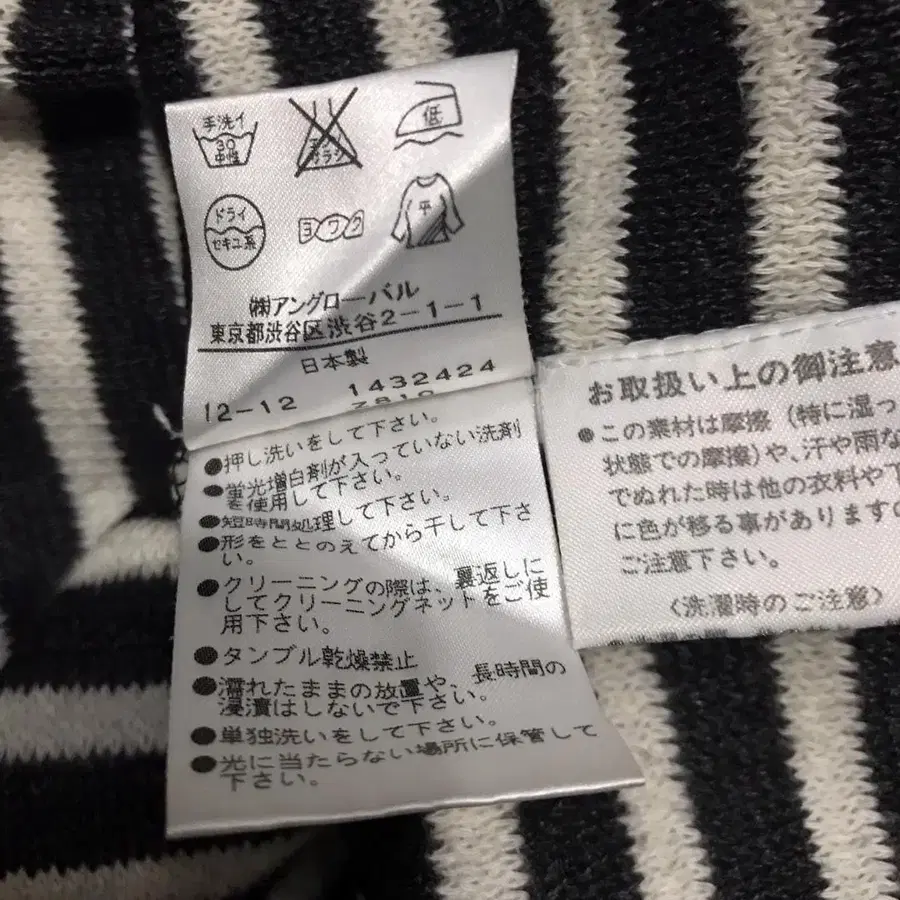 手洗イ
30
中性
エンソ
サラシ
低
ドライ
セキユ系
ヨワク
平
㈱アングローバル
東京都渋谷区渋谷2-1-1
日本製
12-12 1432424
7810
●押し洗いをして下さい。
●蛍光増白剤が入っていない洗剤
を使用して下さい。
●短時間処理して下さい。
●形をととのえてから干して下さ
い。
●クリーニングの際は、裏返しに
してクリーニングネットをご使
用下さい。
●タンブル乾燥禁止
●濡れたままの放置や、長時間の
浸漬はしないで下さい。
●単独洗いをして下さい。
●光に当たらない場所に保管して
下さい。
お取扱い上の御注意
●この素材は摩擦（特に湿っ
状態での摩擦）や、汗や雨な
でぬれた時は他の衣料や下
に色が移る事がありますの
ご注意下さい。
〈洗濯時のご注意〉